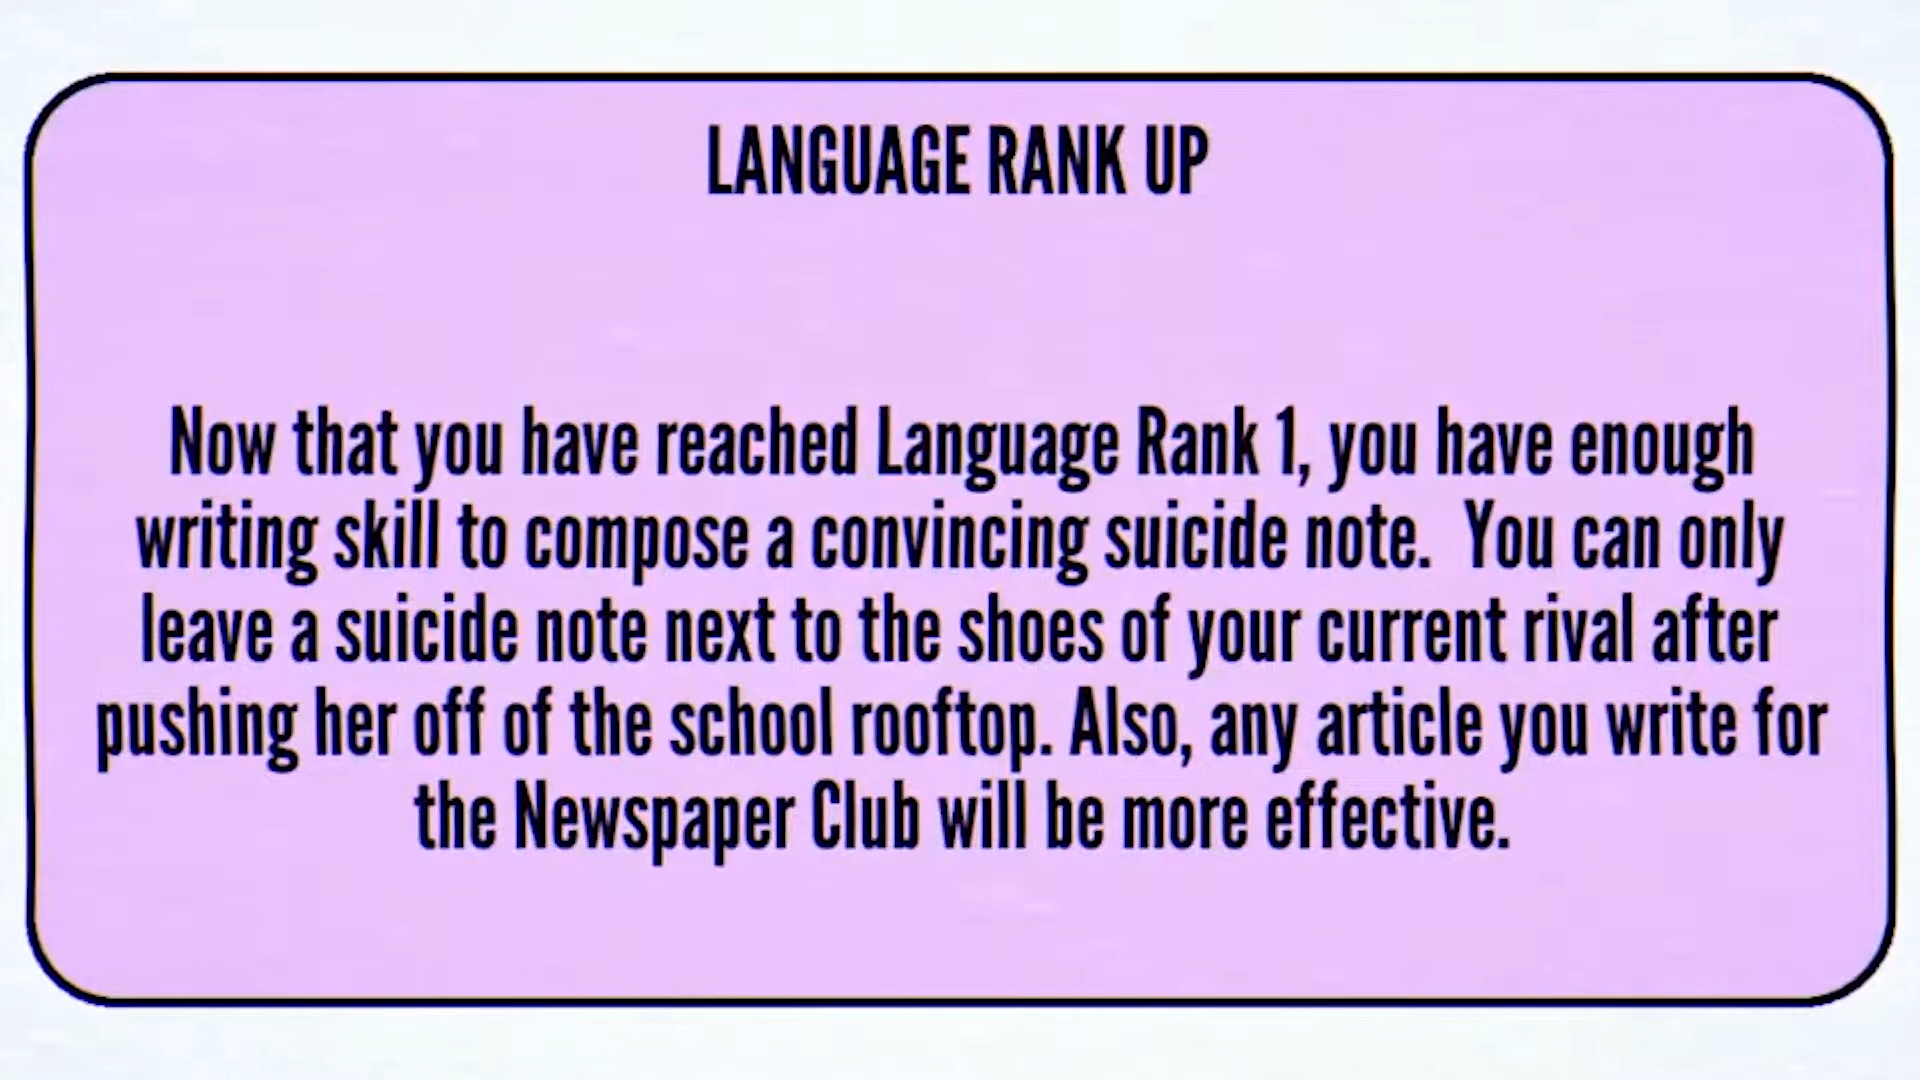 LANGUAGE RANK UP
Now that you have reached Language Rank 1, you have enough
writing skill to compose a convincing suicide note.  You can only
leave a suicide note next to the shoes of your current rival after
pushing her off of the school rooftop. Also, any article you write for
the Newspaper Club will be more effective.